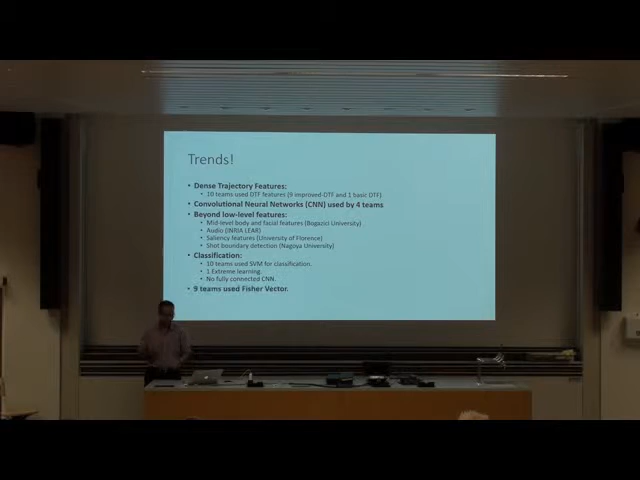 Trends!
• Dense Trajectory Features:
• 10 teams used DTF features (9 improved-DTF and 1 basic DTF)
• Convolutional Neural Networks (CNN) used by 4 teams
• Beyond low-level features:
• Mid-level body and facial features (Bogazici University)
• Audio (INRIA LEAR)
• Saliency features (University of Florence)
• Shot boundary detection (Nagoya University)
• Classification:
• 10 teams used SVM for classification.
• 1 Extreme learning.
• No fully connected CNN.
• 9 teams used Fisher Vector.